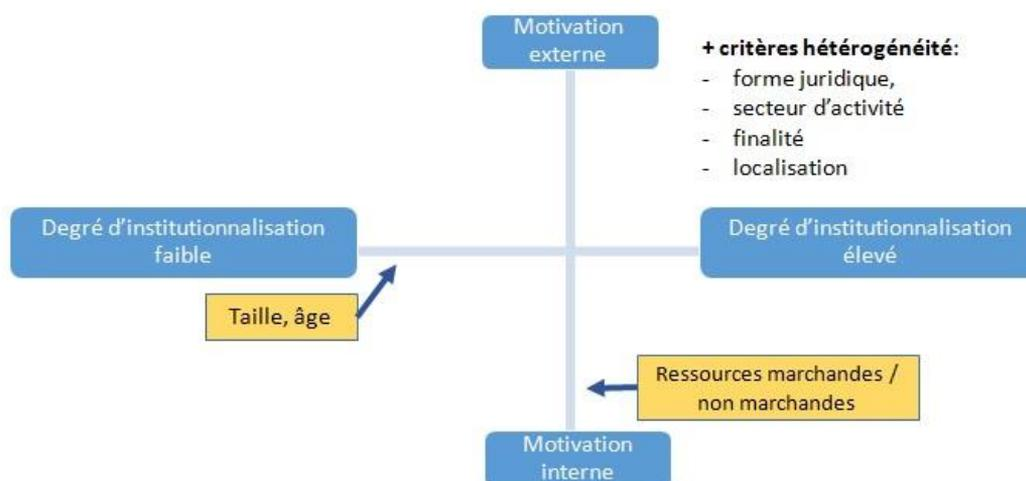 Motivation
externe
+ critères hétérogénéité:
- forme juridique,
- secteur d'activité
- finalité
- localisation
Degré d'institutionnalisation
faible
Degré d'institutionnalisation
élevé
Taille, âge
Ressources marchandes /
non marchandes
Motivation
interne